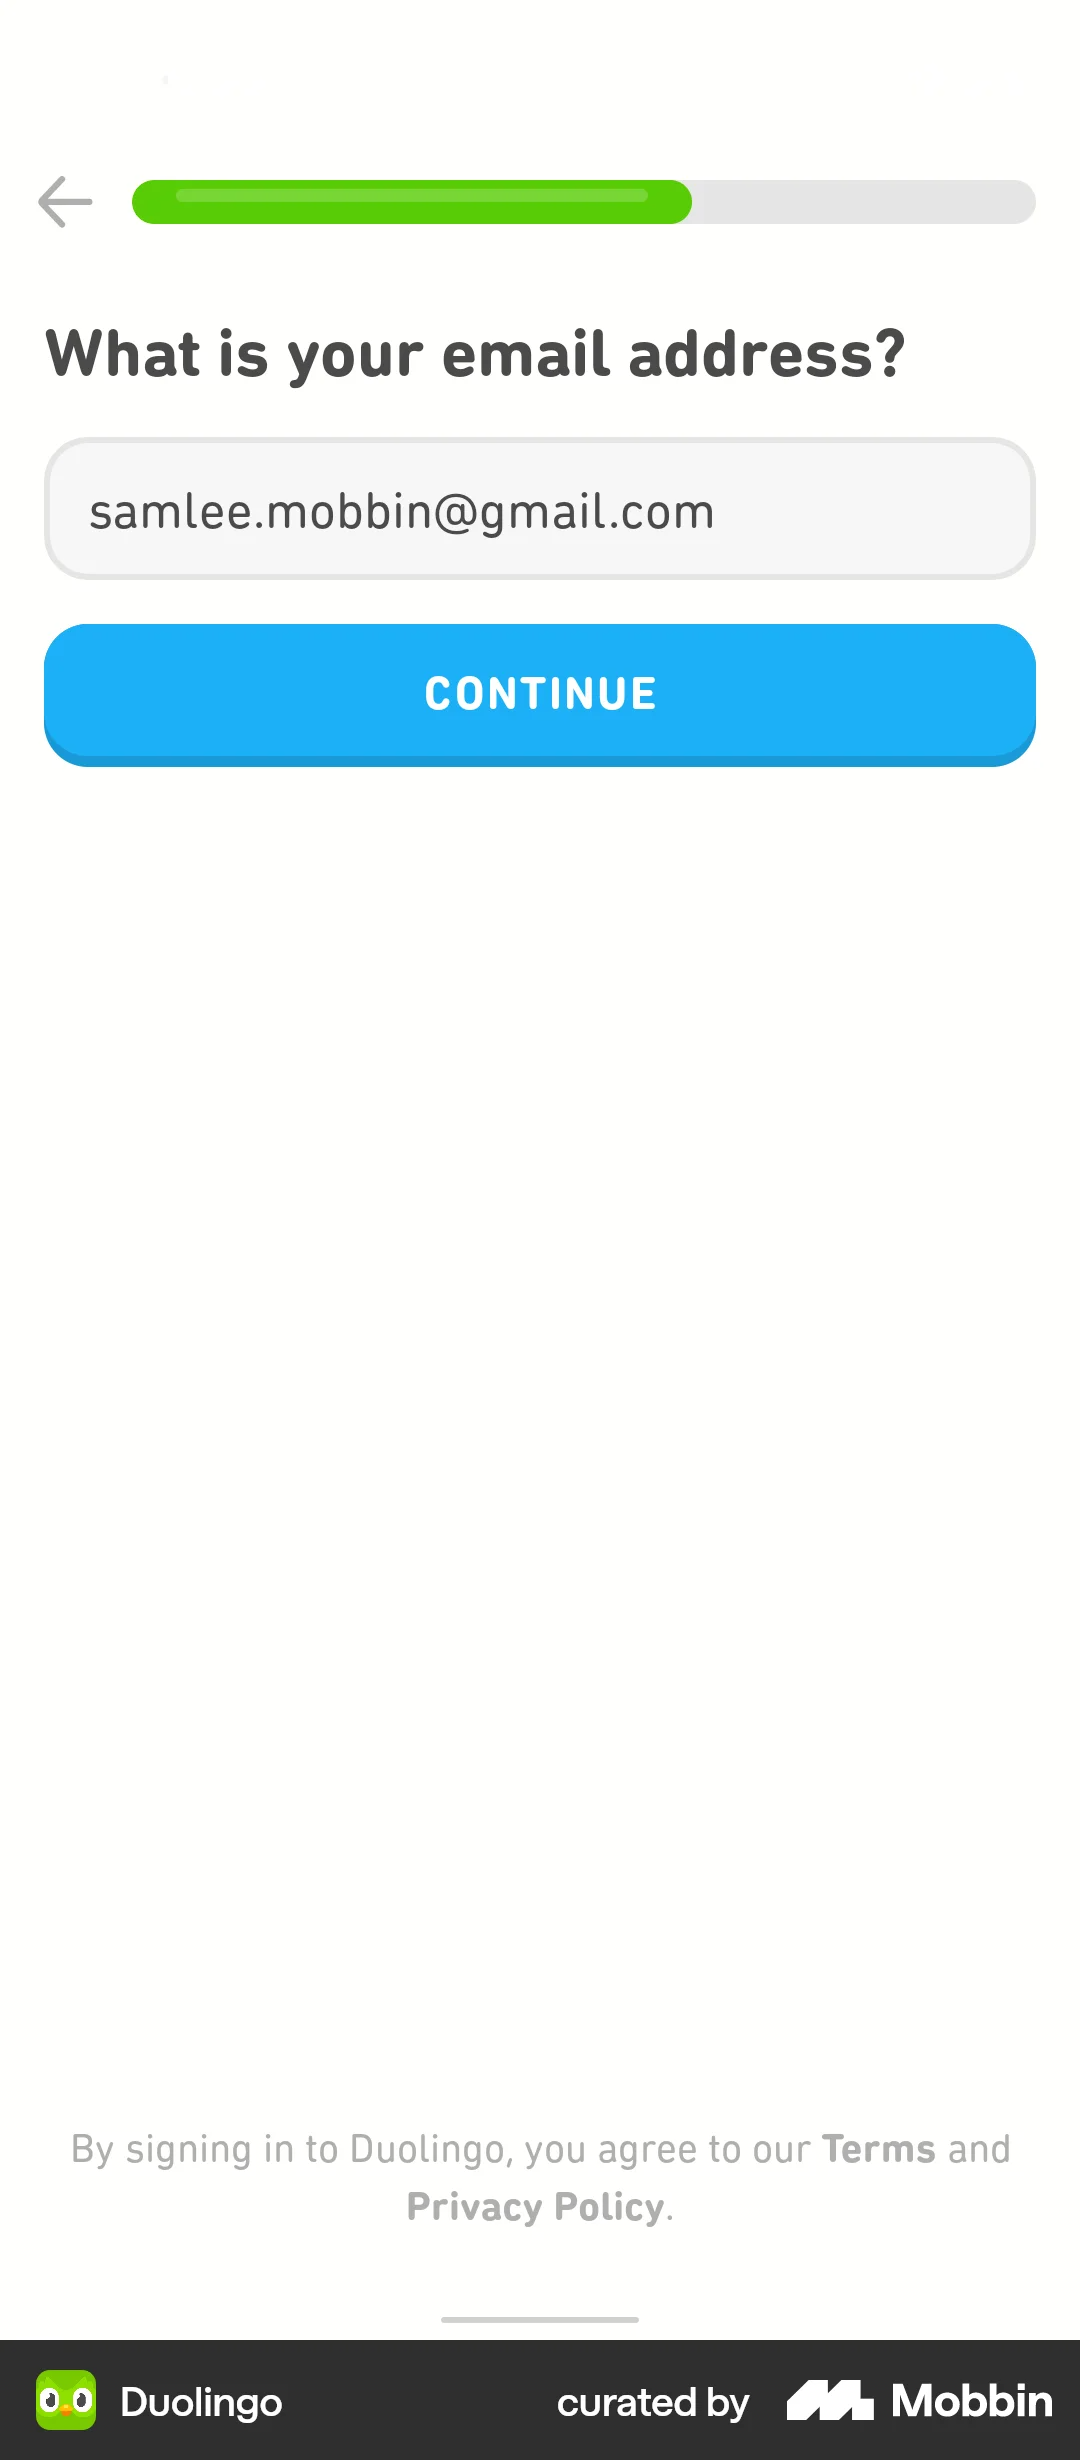 What is your email address?
samlee.mobbin@gmail.com
CONTINUE
By signing in to Duolingo, you agree to our Terms and
Privacy Policy.
Duolingo
curated by Mobbin